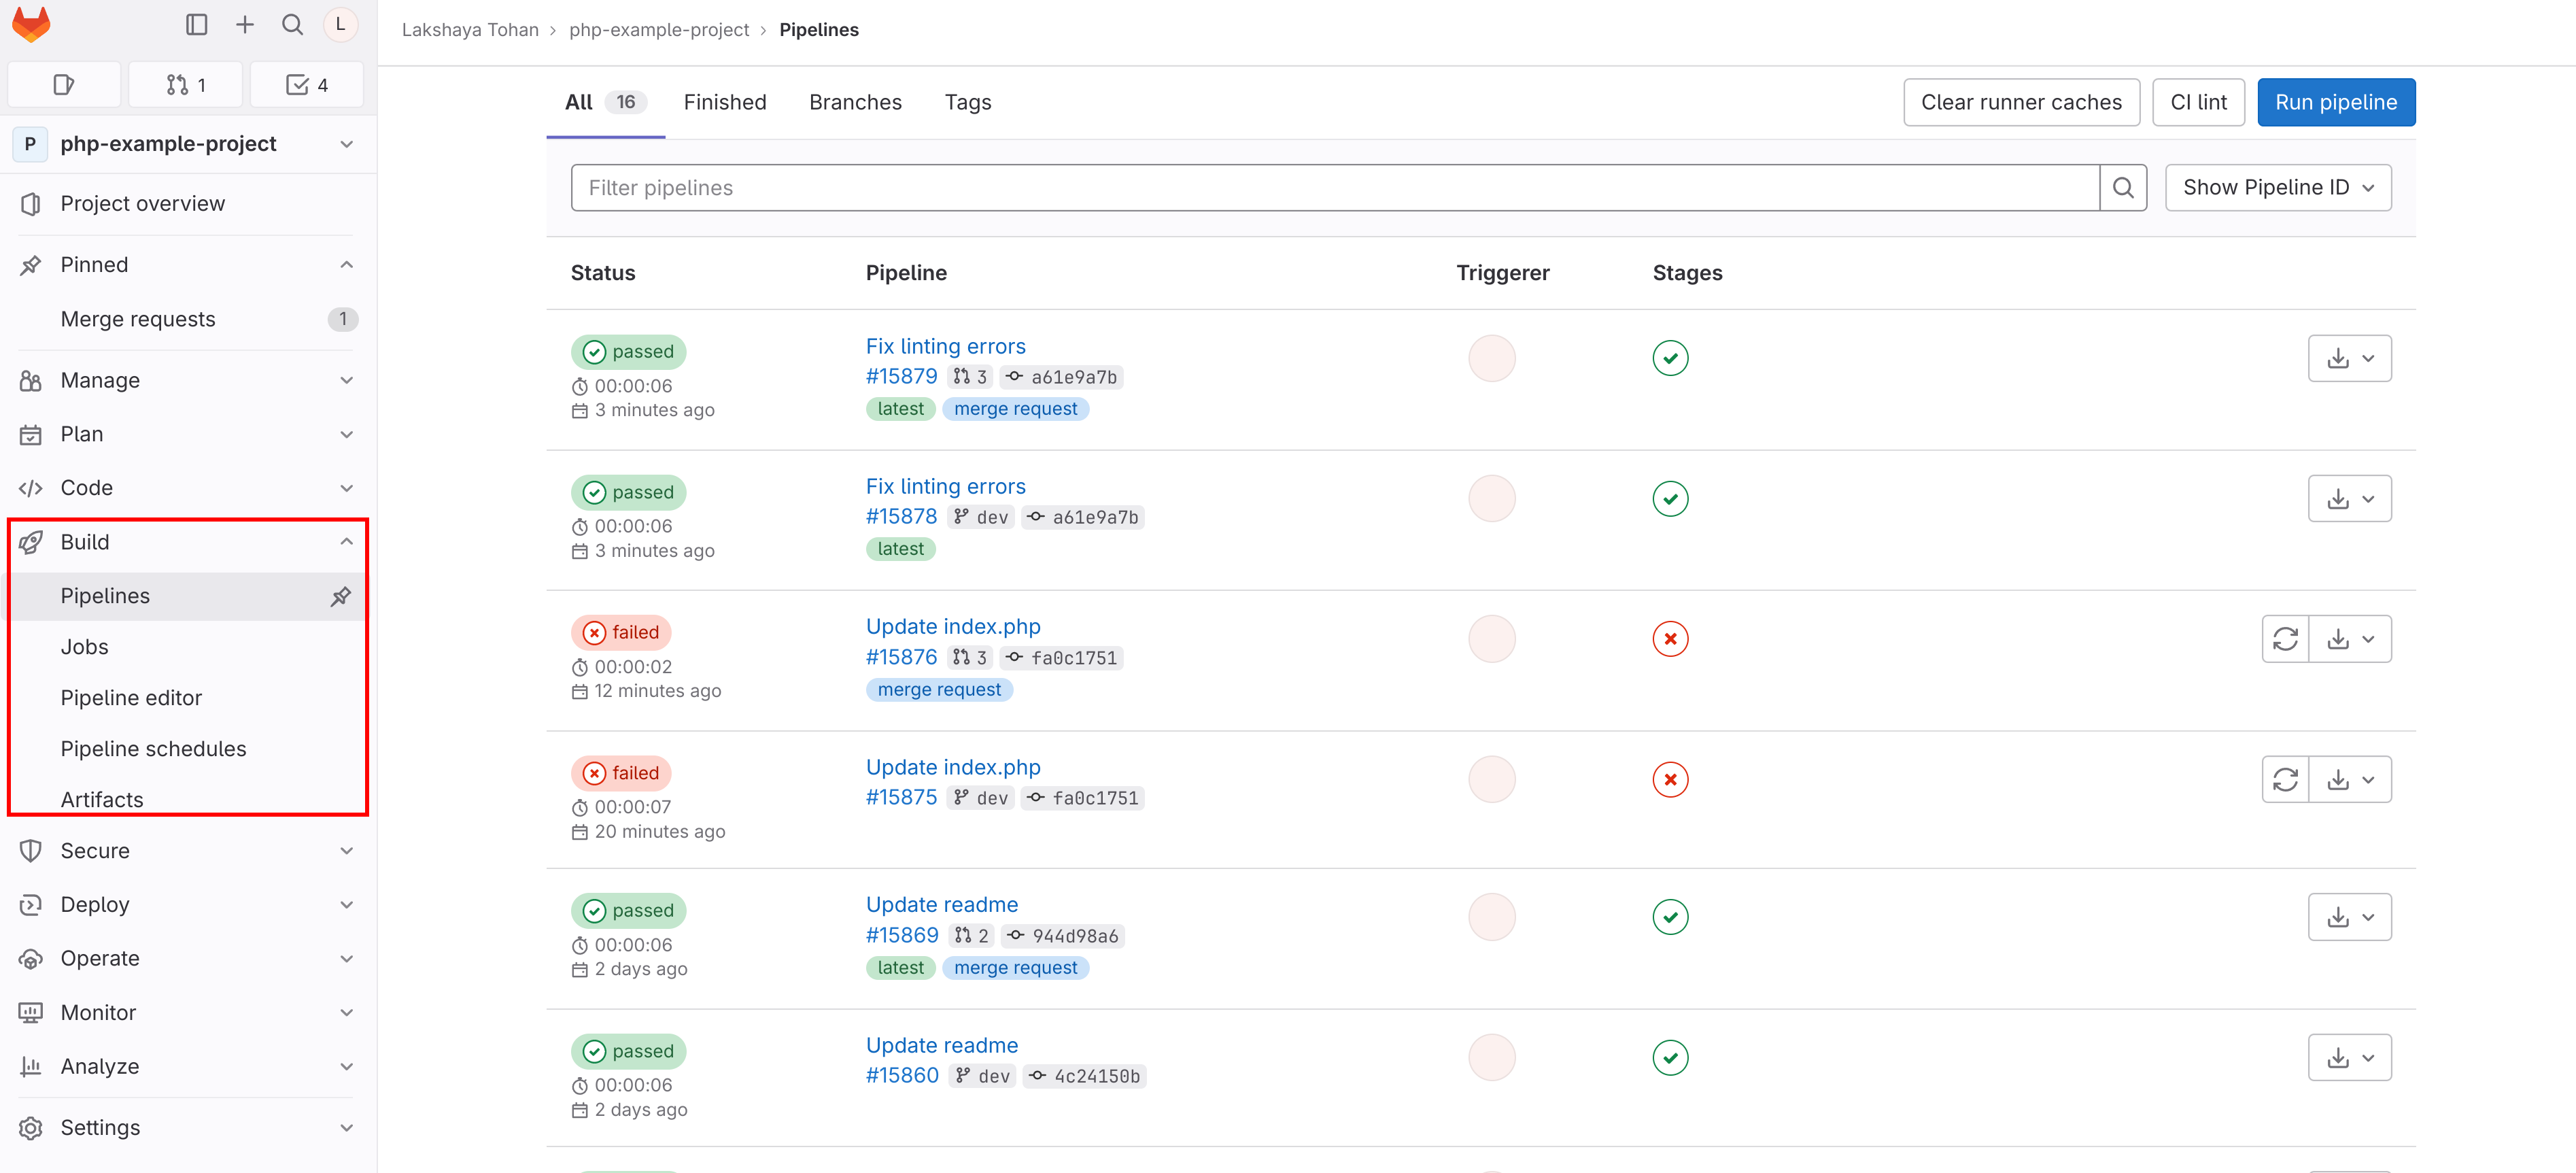 L
1
4
P php-example-project
Project overview
Pinned
Merge requests 1
Manage
Plan
Code
Build
Pipelines
Jobs
Pipeline editor
Pipeline schedules
Artifacts
Secure
Deploy
Operate
Monitor
Analyze
Settings
Lakshaya Tohan › php-example-project › Pipelines
All 16 Finished Branches Tags Clear runner caches CI lint Run pipeline
Filter pipelines Show Pipeline ID
Status Pipeline Triggerer Stages
passed
00:00:06
3 minutes ago
Fix linting errors
#15879 3 a61e9a7b
latest merge request
passed
00:00:06
3 minutes ago
Fix linting errors
#15878 dev a61e9a7b
latest
failed
00:00:02
12 minutes ago
Update index.php
#15876 3 fa0c1751
merge request
failed
00:00:07
20 minutes ago
Update index.php
#15875 dev fa0c1751
passed
00:00:06
2 days ago
Update readme
#15869 2 944d98a6
latest merge request
passed
00:00:06
2 days ago
Update readme
#15860 dev 4c24150b